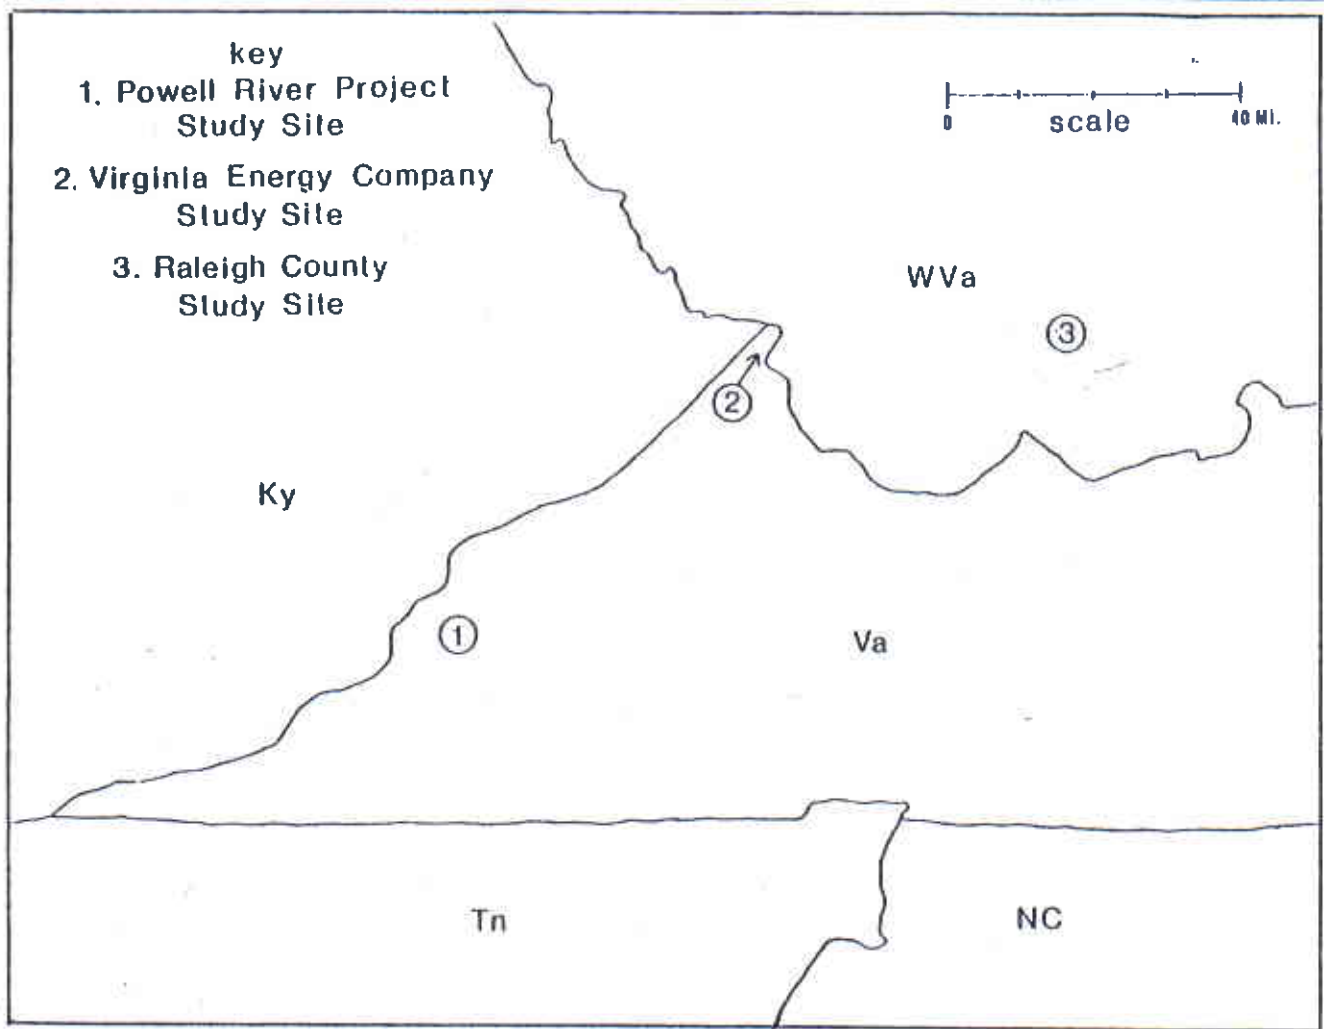 key
1. Powell River Project
Study Site
2. Virginia Energy Company
Study Site
3. Raleigh County
Study Site
0 40 MI.
scale
WVa
3
2
Ky
1
Va
Tn
NC